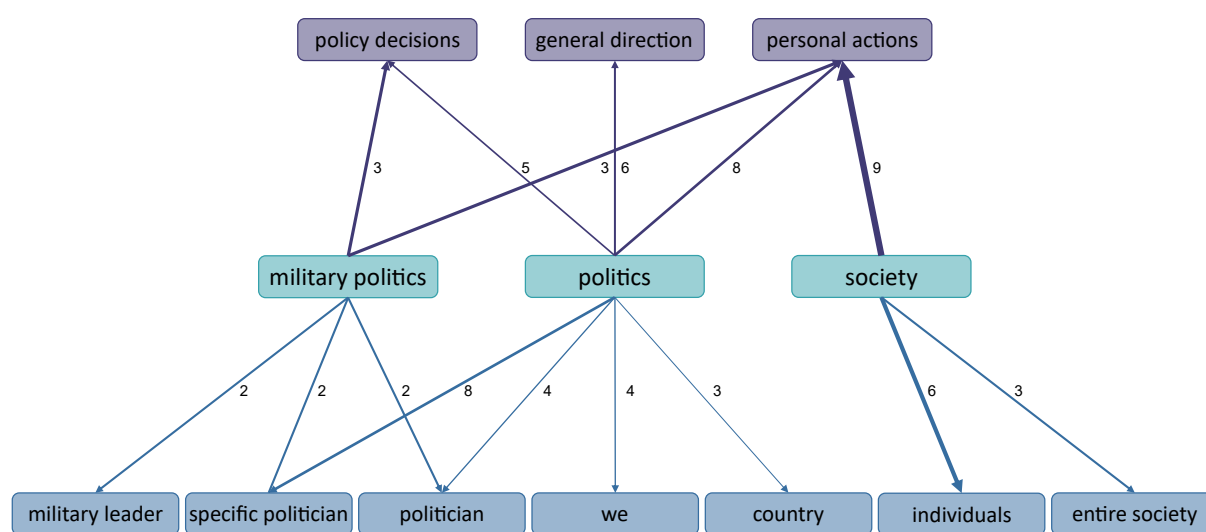 policy decisions
general direction
personal actions
3
5
3
6
8
9
military politics
politics
society
2
2
2
8
4
4
3
6
3
military leader
specific politician
politician
we
country
individuals
entire society